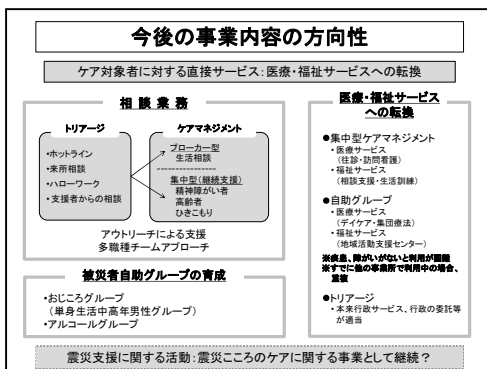 今後の事業内容の方向性
ケア対象者に対する直接サービス：医療・福祉サービスへの転換
相談業務
トリアージ
・ホットライン
・来所相談
・ハローワーク
・支援者からの相談
ケアマネジメント
ブローカー型
生活相談
集中型（継続支援）
精神障がい者
高齢者
ひきこもり
アウトリーチによる支援
多職種チームアプローチ
被災者自助グループの育成
・おじころグループ
（単身生活中高年男性グループ）
・アルコールグループ
医療・福祉サービス
への転換
●集中型ケアマネジメント
・医療サービス
（往診・訪問看護）
・福祉サービス
（相談支援・生活訓練）
●自助グループ
・医療サービス
（デイケア・集団療法）
・福祉サービス
（地域活動支援センター）
※疾患、障がいがないと利用が困難
※すでに他の事業所で利用中の場合、
重複
●トリアージ
・本来行政サービス、行政の委託等
が適当
震災支援に関する活動：震災こころのケアに関する事業として継続？